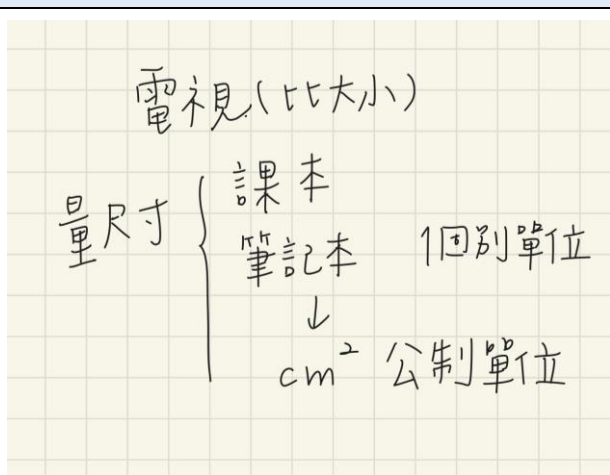 電視(比大小)
量尺寸
課本
筆記本 個別單位
↓
cm² 公制單位